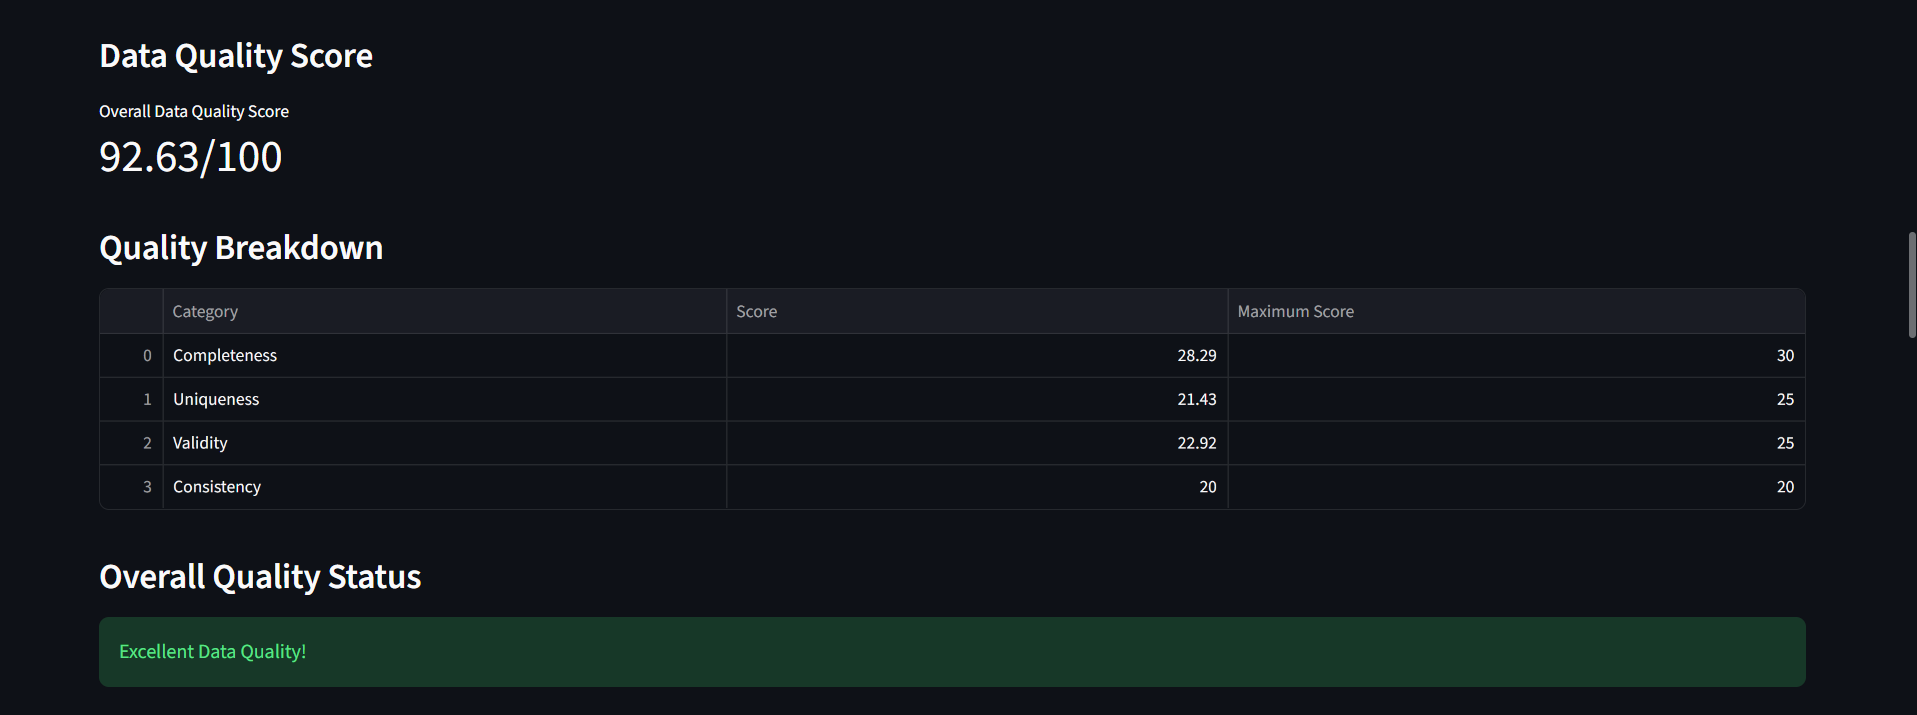 Data Quality Score
Overall Data Quality Score
92.63/100
Quality Breakdown
Category Score Maximum Score
0 Completeness 28.29 30
1 Uniqueness 21.43 25
2 Validity 22.92 25
3 Consistency 20 20
Overall Quality Status
Excellent Data Quality!